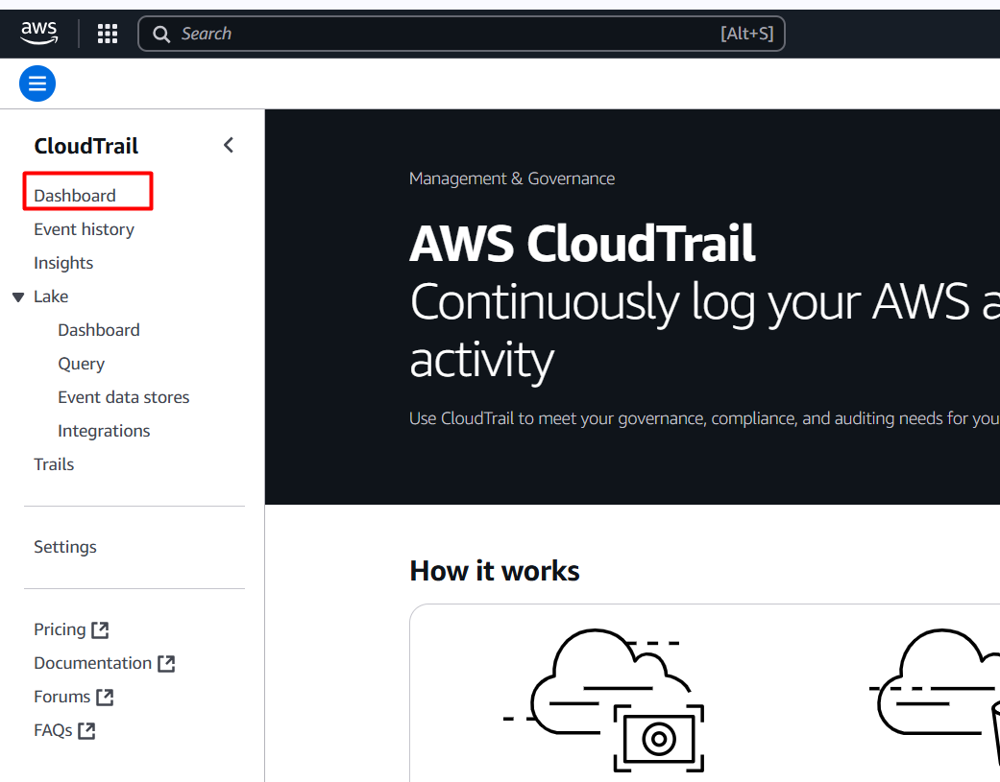 aws
Search [Alt+S]
CloudTrail
Dashboard
Event history
Insights
Lake
Dashboard
Query
Event data stores
Integrations
Trails
Settings
Pricing
Documentation
Forums
FAQs
Management & Governance
AWS CloudTrail
Continuously log your AWS a
activity
Use CloudTrail to meet your governance, compliance, and auditing needs for you
How it works